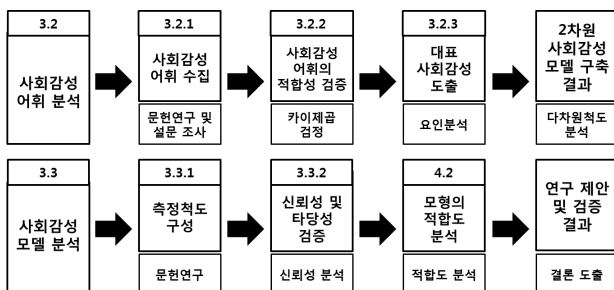 3.2
사회감성
어휘 분석
3.2.1
사회감성
어휘 수집
문헌연구 및
설문 조사
3.2.2
사회감성
어휘의
적합성 검증
카이제곱
검정
3.2.3
대표
사회감성
도출
요인분석
2차원
사회감성
모델 구축
결과
다차원척도
분석
3.3
사회감성
모델 분석
3.3.1
측정척도
구성
문헌연구
3.3.2
신뢰성 및
타당성
검증
신뢰성 분석
4.2
모형의
적합도
분석
적합도 분석
연구 제안
및 검증
결과
결론 도출